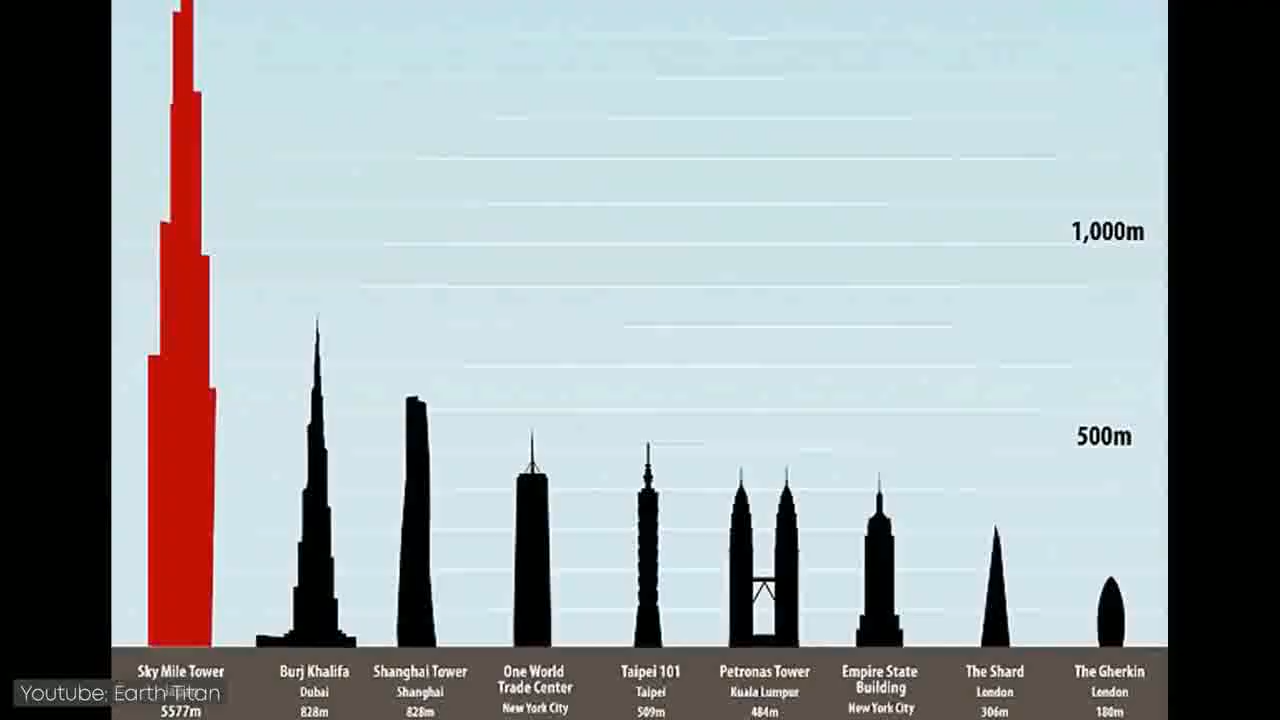 1,000m
500m
Sky Mile Tower
5577m
Burj Khalifa
Dubai
828m
Shanghai Tower
Shanghai
828m
One World
Trade Center
New York City
Taipei 101
Taipei
509m
Petronas Tower
Kuala Lumpur
484m
Empire State
Building
New York City
The Shard
London
306m
The Gherkin
London
180m
Youtube: Earth Titan